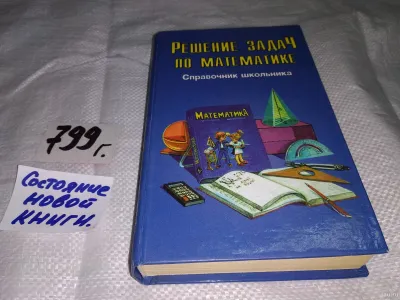 РЕШЕНИЕ ЗАДАЧ
ПО МАТЕМАТИКЕ
Справочник школьника
МАТЕМАТИКА
799 г.
Состояние
новой
книги.